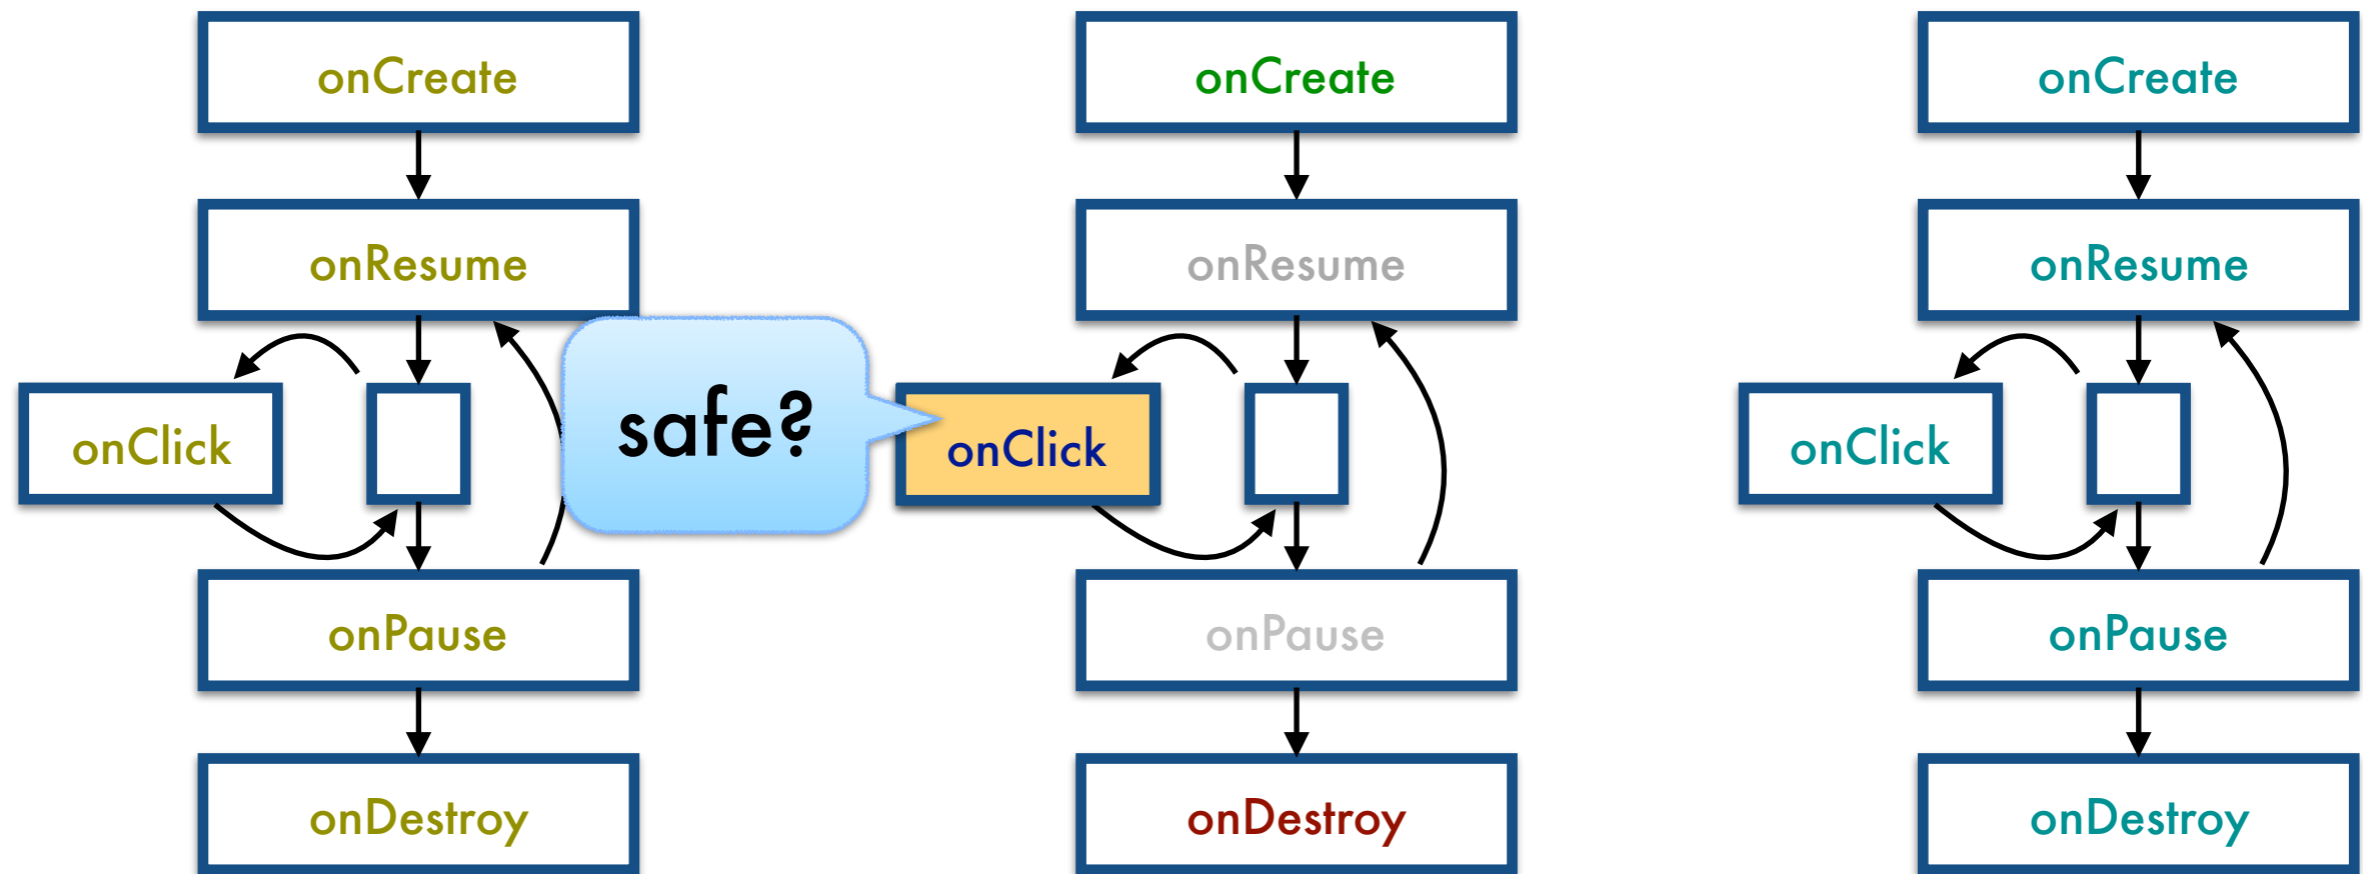 onCreate
onResume
onClick
onPause
onDestroy
safe?
onCreate
onResume
onClick
onPause
onDestroy
onCreate
onResume
onClick
onPause
onDestroy